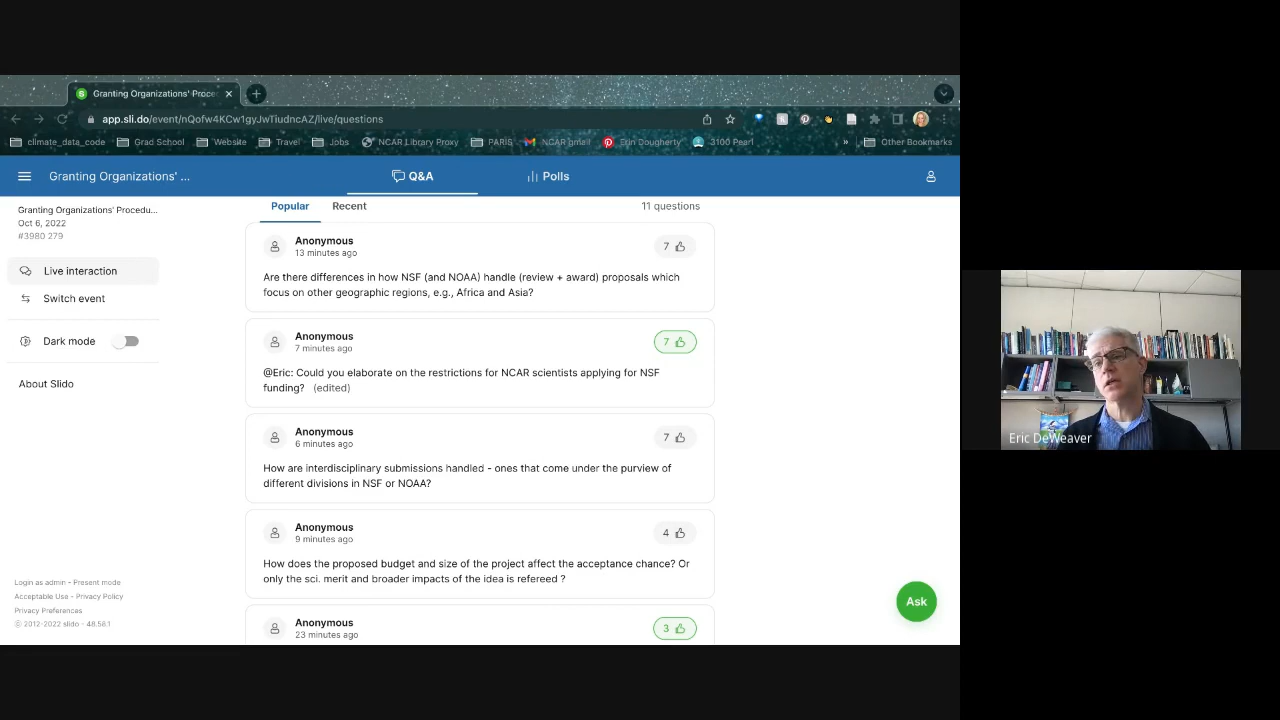 Granting Organizations' Proce
app.sli.do/event/nQofw4KCw1gyJwTiudncAZ/live/questions
climate_data_code
Grad School
Website
Travel
Jobs
NCAR Library Proxy
PARIS
NCAR gmail
Erin Dougherty
3100 Pearl
»
Other Bookmarks
Granting Organizations' ...
Q&A
Polls
Granting Organizations' Procedu...
Oct 6, 2022
#3980 279
Live interaction
Switch event
Dark mode
About Slido
Login as admin - Present mode
Acceptable Use - Privacy Policy
Privacy Preferences
© 2012-2022 slido - 48.58.1
Popular
Recent
11 questions
Anonymous
7
13 minutes ago
Are there differences in how NSF (and NOAA) handle (review + award) proposals which
focus on other geographic regions, e.g., Africa and Asia?
Anonymous
7
7 minutes ago
@Eric: Could you elaborate on the restrictions for NCAR scientists applying for NSF
funding? (edited)
Anonymous
7
6 minutes ago
How are interdisciplinary submissions handled - ones that come under the purview of
different divisions in NSF or NOAA?
Anonymous
4
9 minutes ago
How does the proposed budget and size of the project affect the acceptance chance? Or
only the sci. merit and broader impacts of the idea is refereed ?
Anonymous
3
23 minutes ago
Ask
Eric DeWeaver